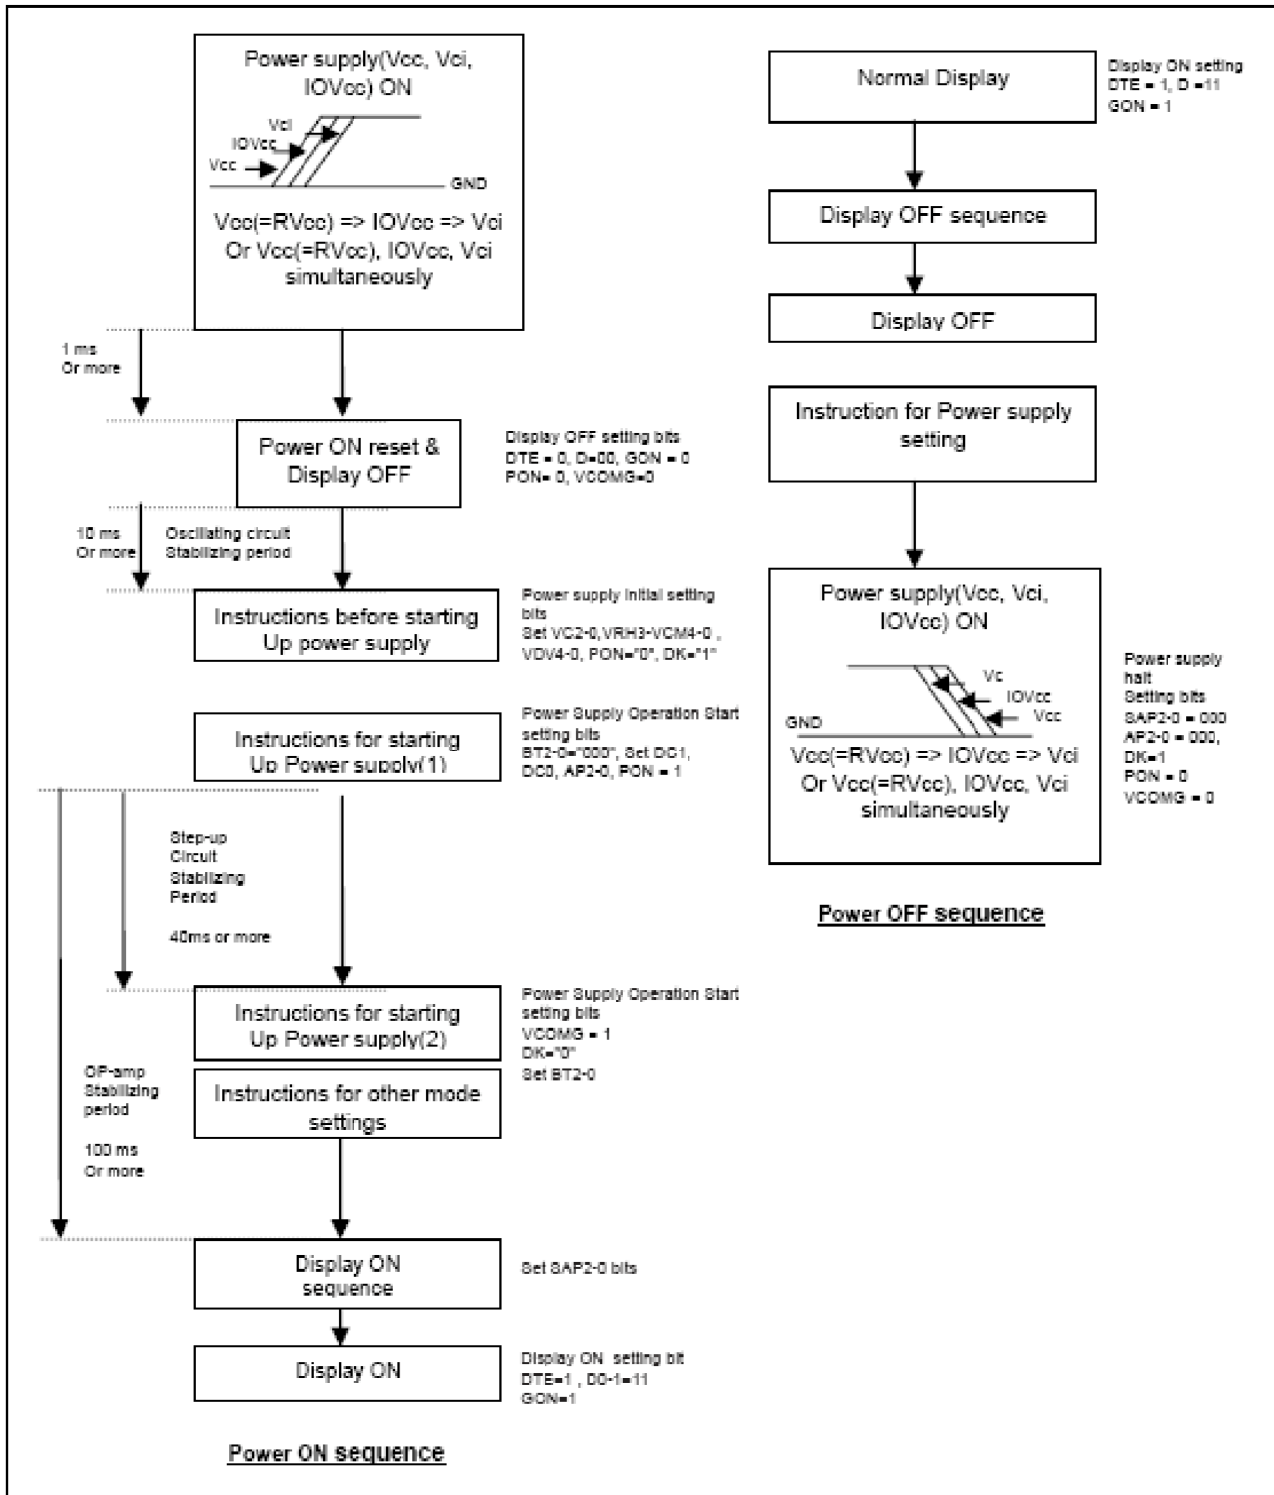 Power supply(Vcc, Vci,
IOVcc) ON
Vci
IOVcc
Vcc
GND
Vcc(=RVcc) => IOVcc => Vci
Or Vcc(=RVcc), IOVcc, Vci
simultaneously
1 ms
Or more
Power ON reset &
Display OFF
Display OFF setting bits
DTE = 0, D=00, GON = 0
PON= 0, VCOMG=0
10 ms
Or more
Oscillating circuit
Stabilizing period
Instructions before starting
Up power supply
Power supply Initial setting
bits
Set VC2-0,VRH3-VCM4-0 ,
VDV4-0, PON="0", DK="1"
Instructions for starting
Up Power supply(1)
Power Supply Operation Start
setting bits
BT2-0="000", Set DC1,
DC0, AP2-0, PON = 1
Step-up
Circuit
Stabilizing
Period
40ms or more
Instructions for starting
Up Power supply(2)
Power Supply Operation Start
setting bits
VCOMG = 1
DK="0"
Set BT2-0
OP-amp
Stabilizing
period
100 ms
Or more
Instructions for other mode
settings
Display ON
sequence
Set SAP2-0 bits
Display ON
Display ON setting bit
DTE=1 , D0-1=11
GON=1
Power ON sequence
Normal Display
Display ON setting
DTE = 1, D =11
GON = 1
Display OFF sequence
Display OFF
Instruction for Power supply
setting
Power supply(Vcc, Vci,
IOVcc) ON
Vc
IOVcc
Vcc
GND
Vcc(=RVcc) => IOVcc => Vci
Or Vcc(=RVcc), IOVcc, Vci
simultaneously
Power supply
halt
Setting bits
SAP2-0 = 000
AP2-0 = 000,
DK=1
PON = 0
VCOMG = 0
Power OFF sequence